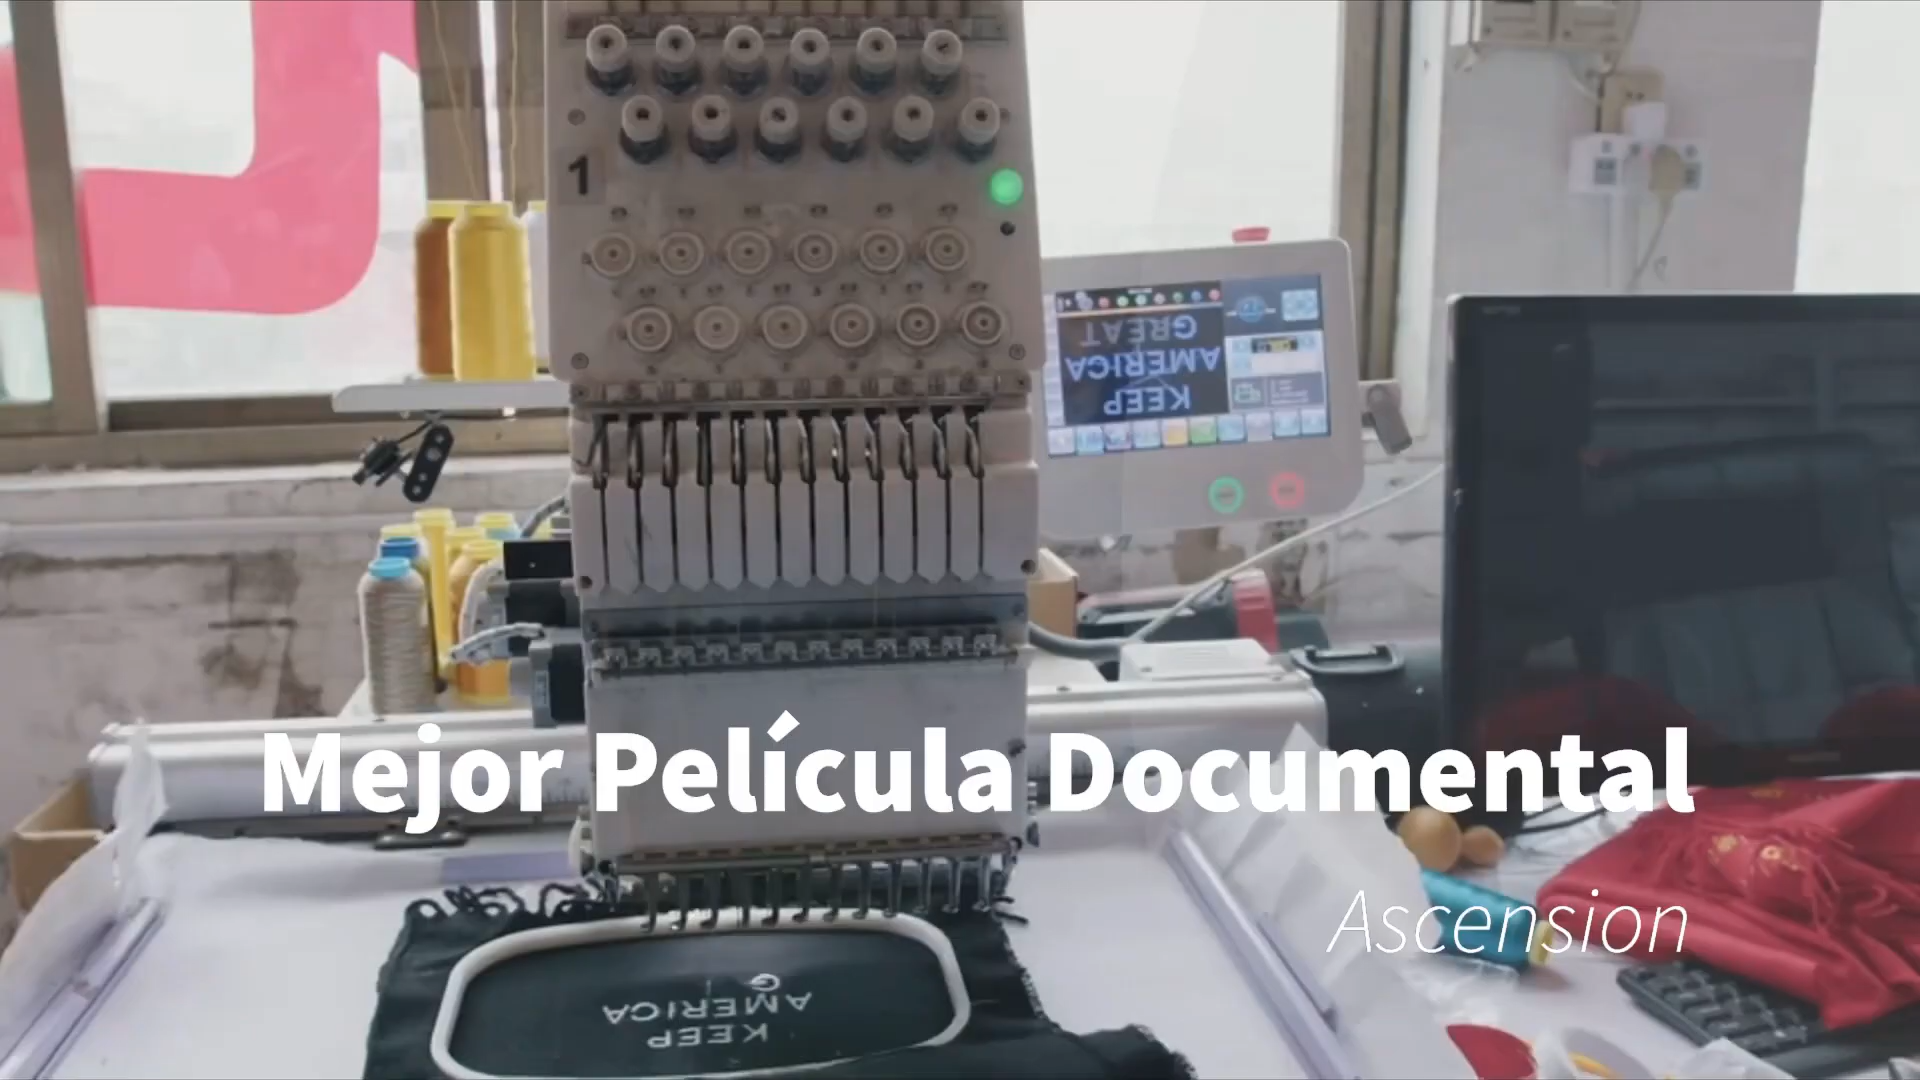 1
GREAT
AMERICA
KEEP
Mejor Película Documental
Ascension
G
AMERICA
KEEP